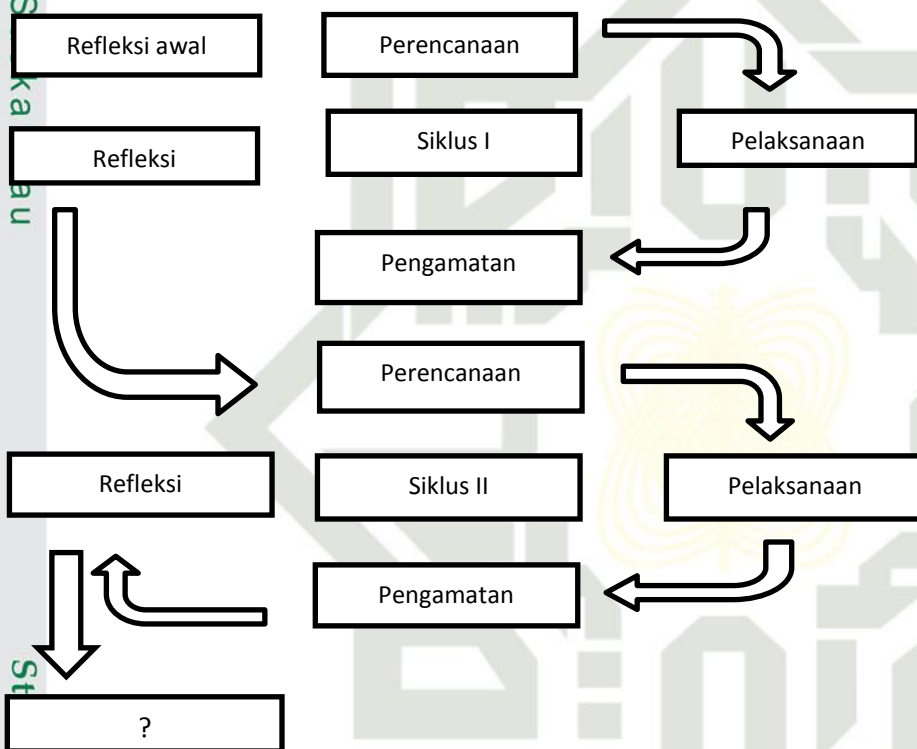 Refleksi awal
Perencanaan
Refleksi
Siklus I
Pelaksanaan
Pengamatan
Perencanaan
Refleksi
Siklus II
Pelaksanaan
Pengamatan
?